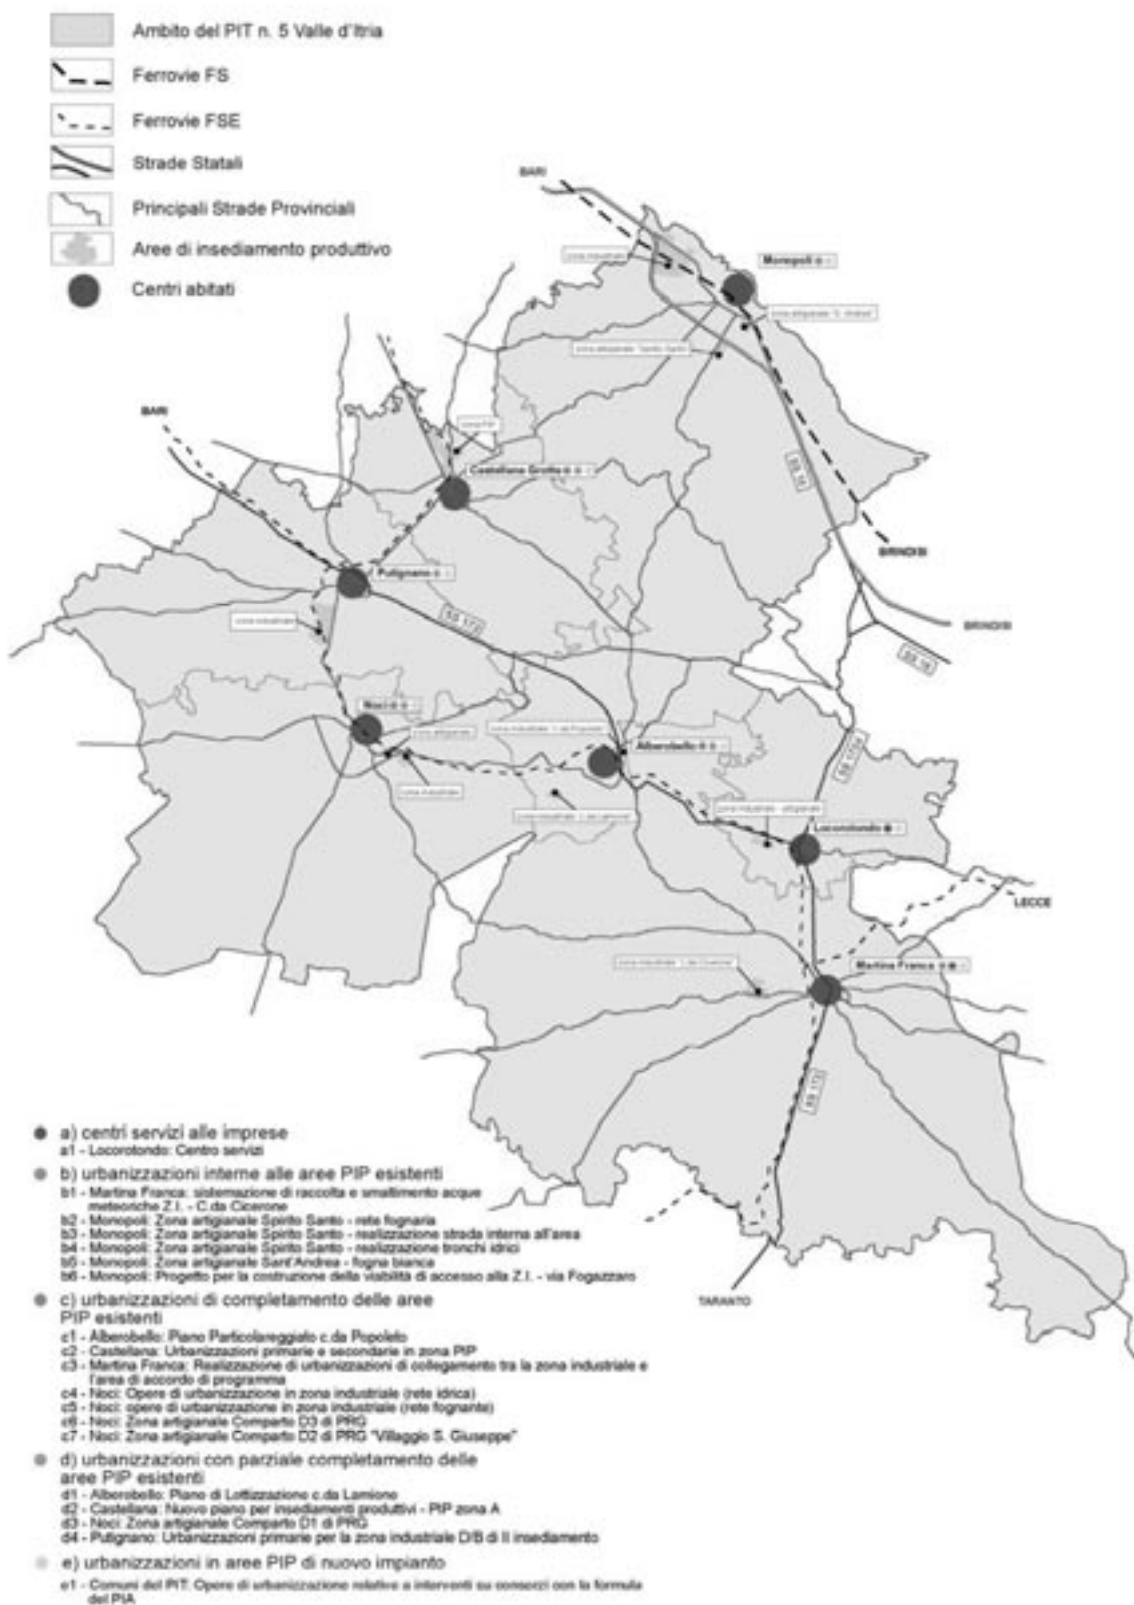 Ambito del PIT n. 5 Valle d'Itria
Ferrovie FS
Ferrovie FSE
Strade Statali
Principali Strade Provinciali
Aree di insediamento produttivo
Centri abitati
BARI
Monopoli
BARI
zona PIP
Castellana Grotte
SS 16
BRINDISI
Putignano
SS 172
zona industriale
BRINDISI
SS 16
Noci
zona artigianale
Alberobello
zona industriale
zona industriale - artigianale
Locorotondo
LECCE
Martina Franca
SS 172
TARANTO
a) centri servizi alle imprese
a1 - Locorotondo: Centro servizi
b) urbanizzazioni interne alle aree PIP esistenti
b1 - Martina Franca: sistemazione di raccolta e smaltimento acque
meteoriche Z.I. - C.da Cicerone
b2 - Monopoli: Zona artigianale Spirito Santo - rete fognaria
b3 - Monopoli: Zona artigianale Spirito Santo - realizzazione strada interna all'area
b4 - Monopoli: Zona artigianale Spirito Santo - realizzazione tronchi idrici
b5 - Monopoli: Zona artigianale Sant'Andrea - fogna bianca
b6 - Monopoli: Progetto per la costruzione della viabilità di accesso alla Z.I. - via Fogazzaro
c) urbanizzazioni di completamento delle aree
PIP esistenti
c1 - Alberobello: Piano Particolareggiato c.da Popoleto
c2 - Castellana: Urbanizzazioni primarie e secondarie in zona PIP
c3 - Martina Franca: Realizzazione di urbanizzazioni di collegamento tra la zona industriale e
l'area di accordo di programma
c4 - Noci: Opere di urbanizzazione in zona industriale (rete idrica)
c5 - Noci: opere di urbanizzazione in zona industriale (rete fognante)
c6 - Noci: Zona artigianale Comparto D3 di PRG
c7 - Noci: Zona artigianale Comparto D2 di PRG "Villaggio S. Giuseppe"
d) urbanizzazioni con parziale completamento delle
aree PIP esistenti
d1 - Alberobello: Piano di Lottizzazione c.da Lamione
d2 - Castellana: Nuovo piano per insediamenti produttivi - PIP zona A
d3 - Noci: Zona artigianale Comparto D1 di PRG
d4 - Putignano: Urbanizzazioni primarie per la zona industriale D/B di II insediamento
e) urbanizzazioni in aree PIP di nuovo impianto
e1 - Comuni del PIT: Opere di urbanizzazione relative a interventi su consorzi con la formula
del PIA